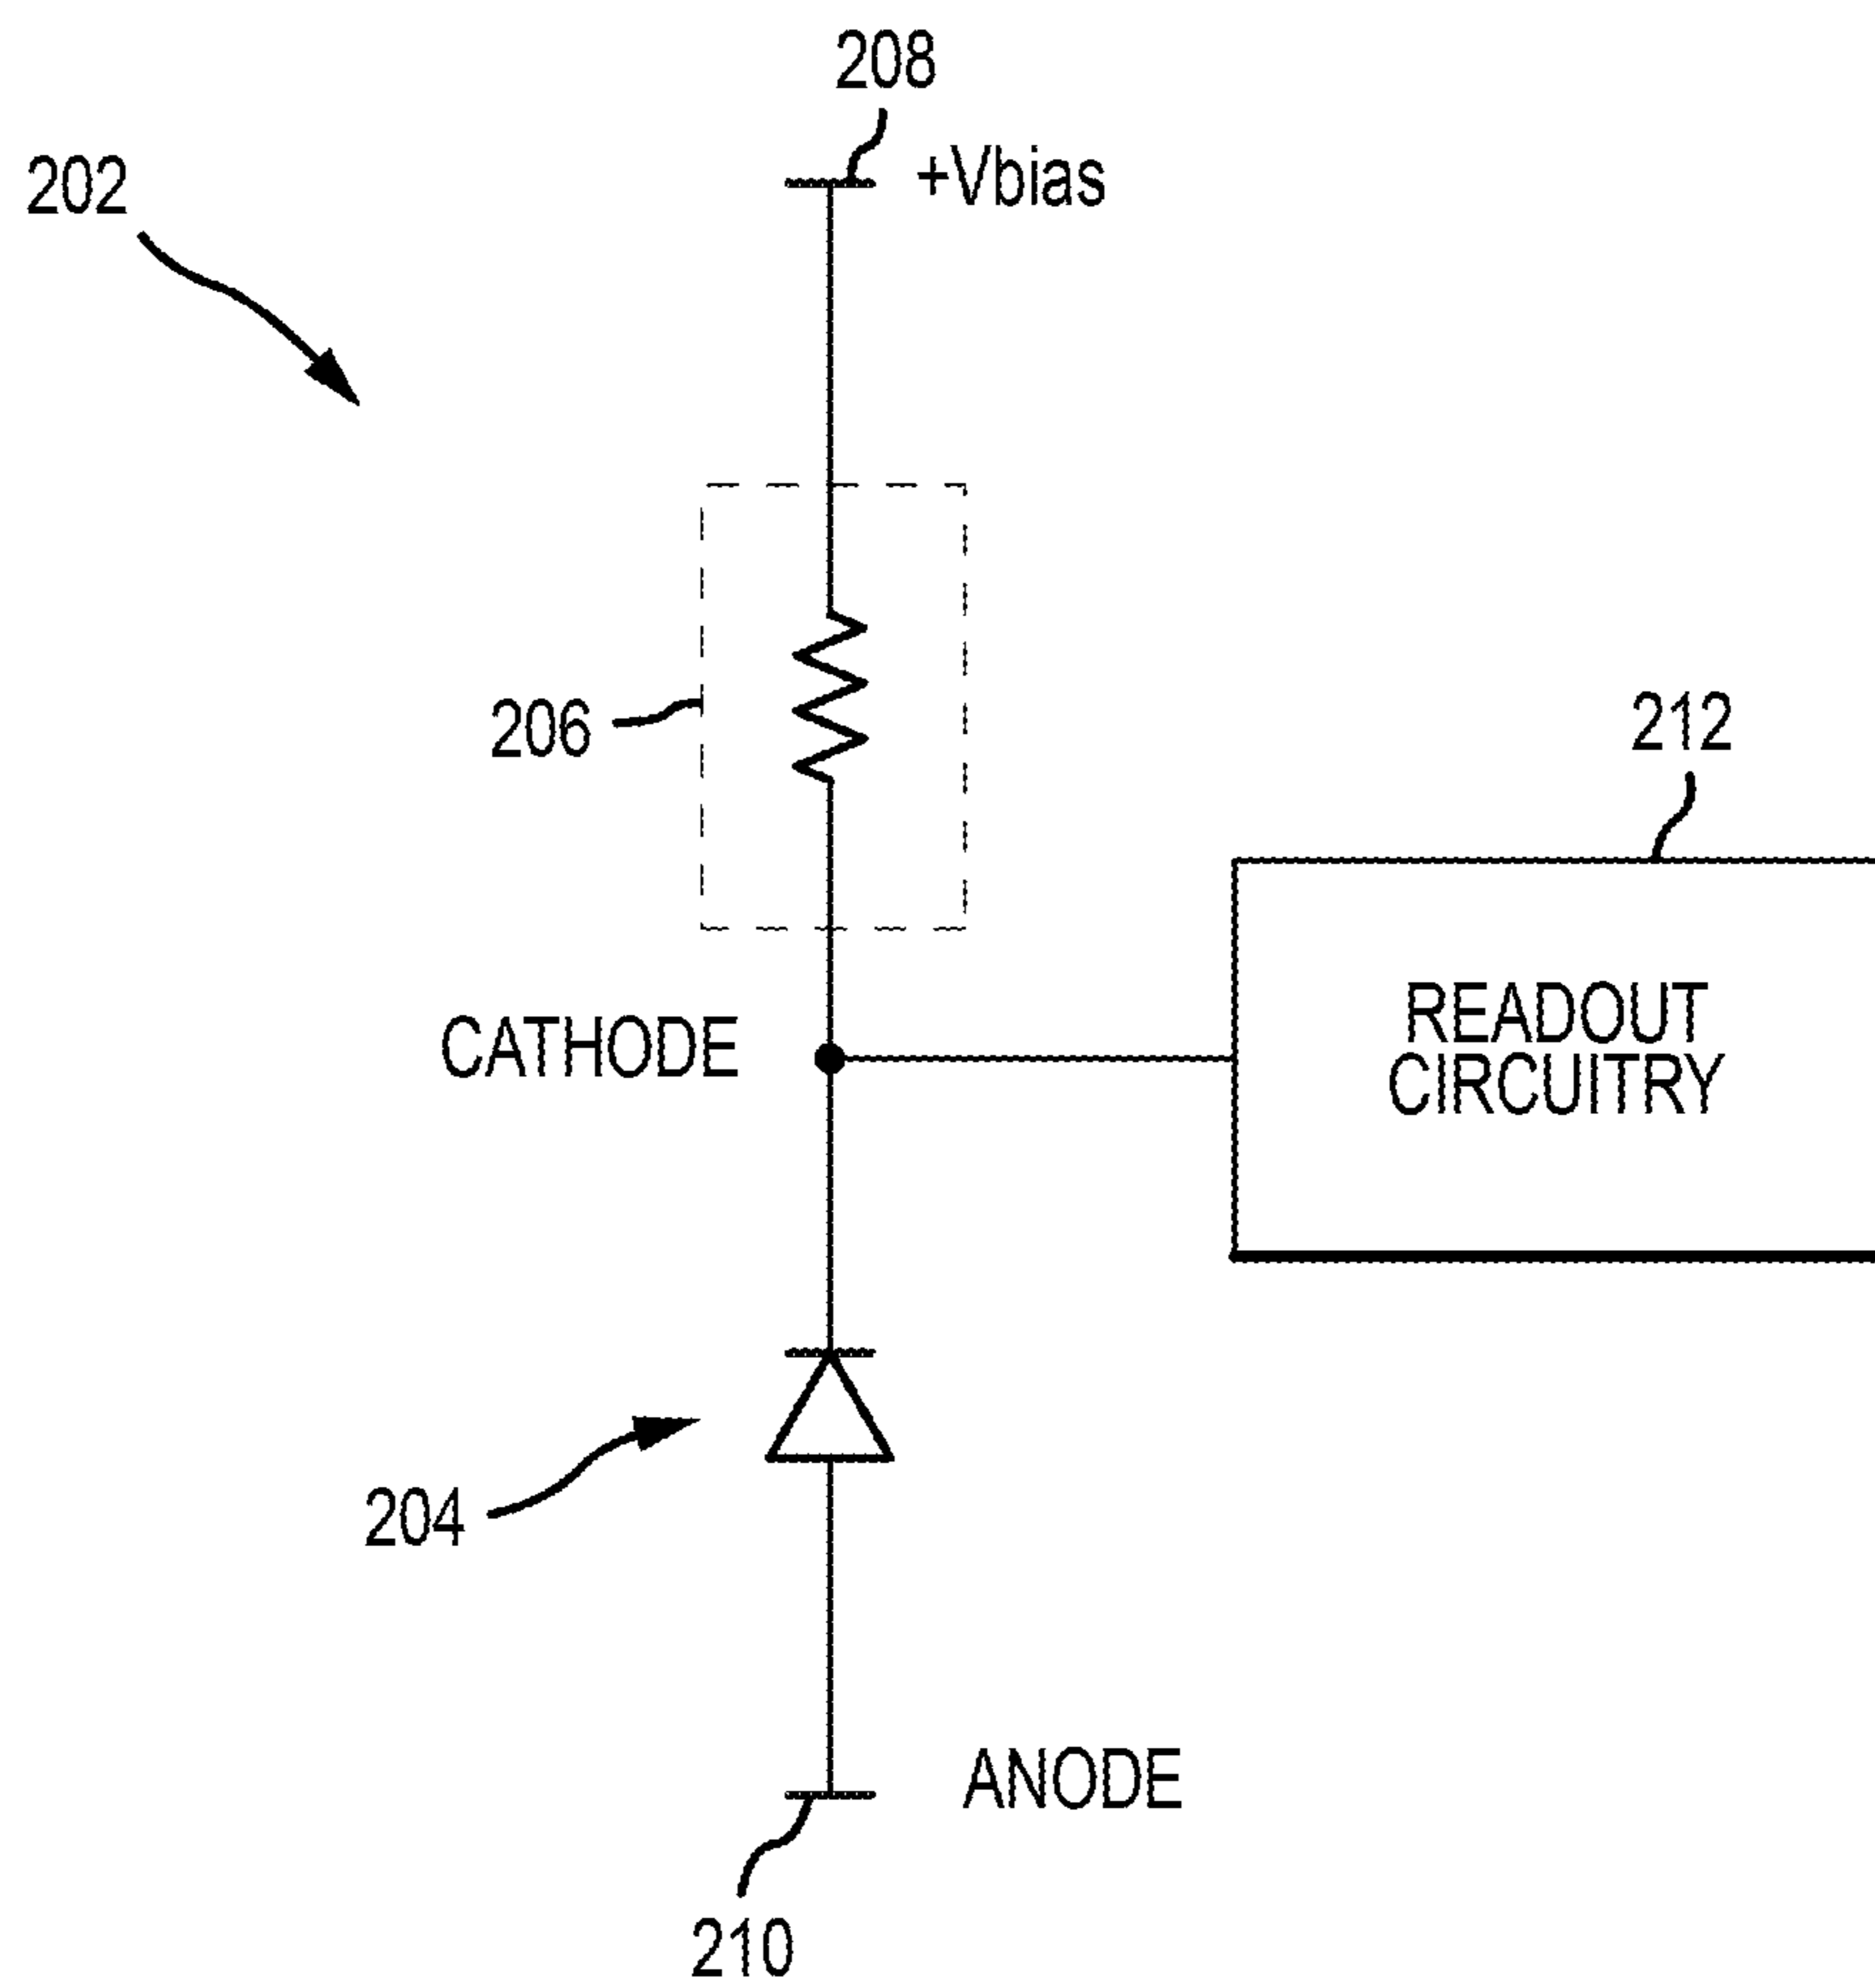 208
+Vbias
202
206
212
READOUT
CIRCUITRY
CATHODE
204
ANODE
210